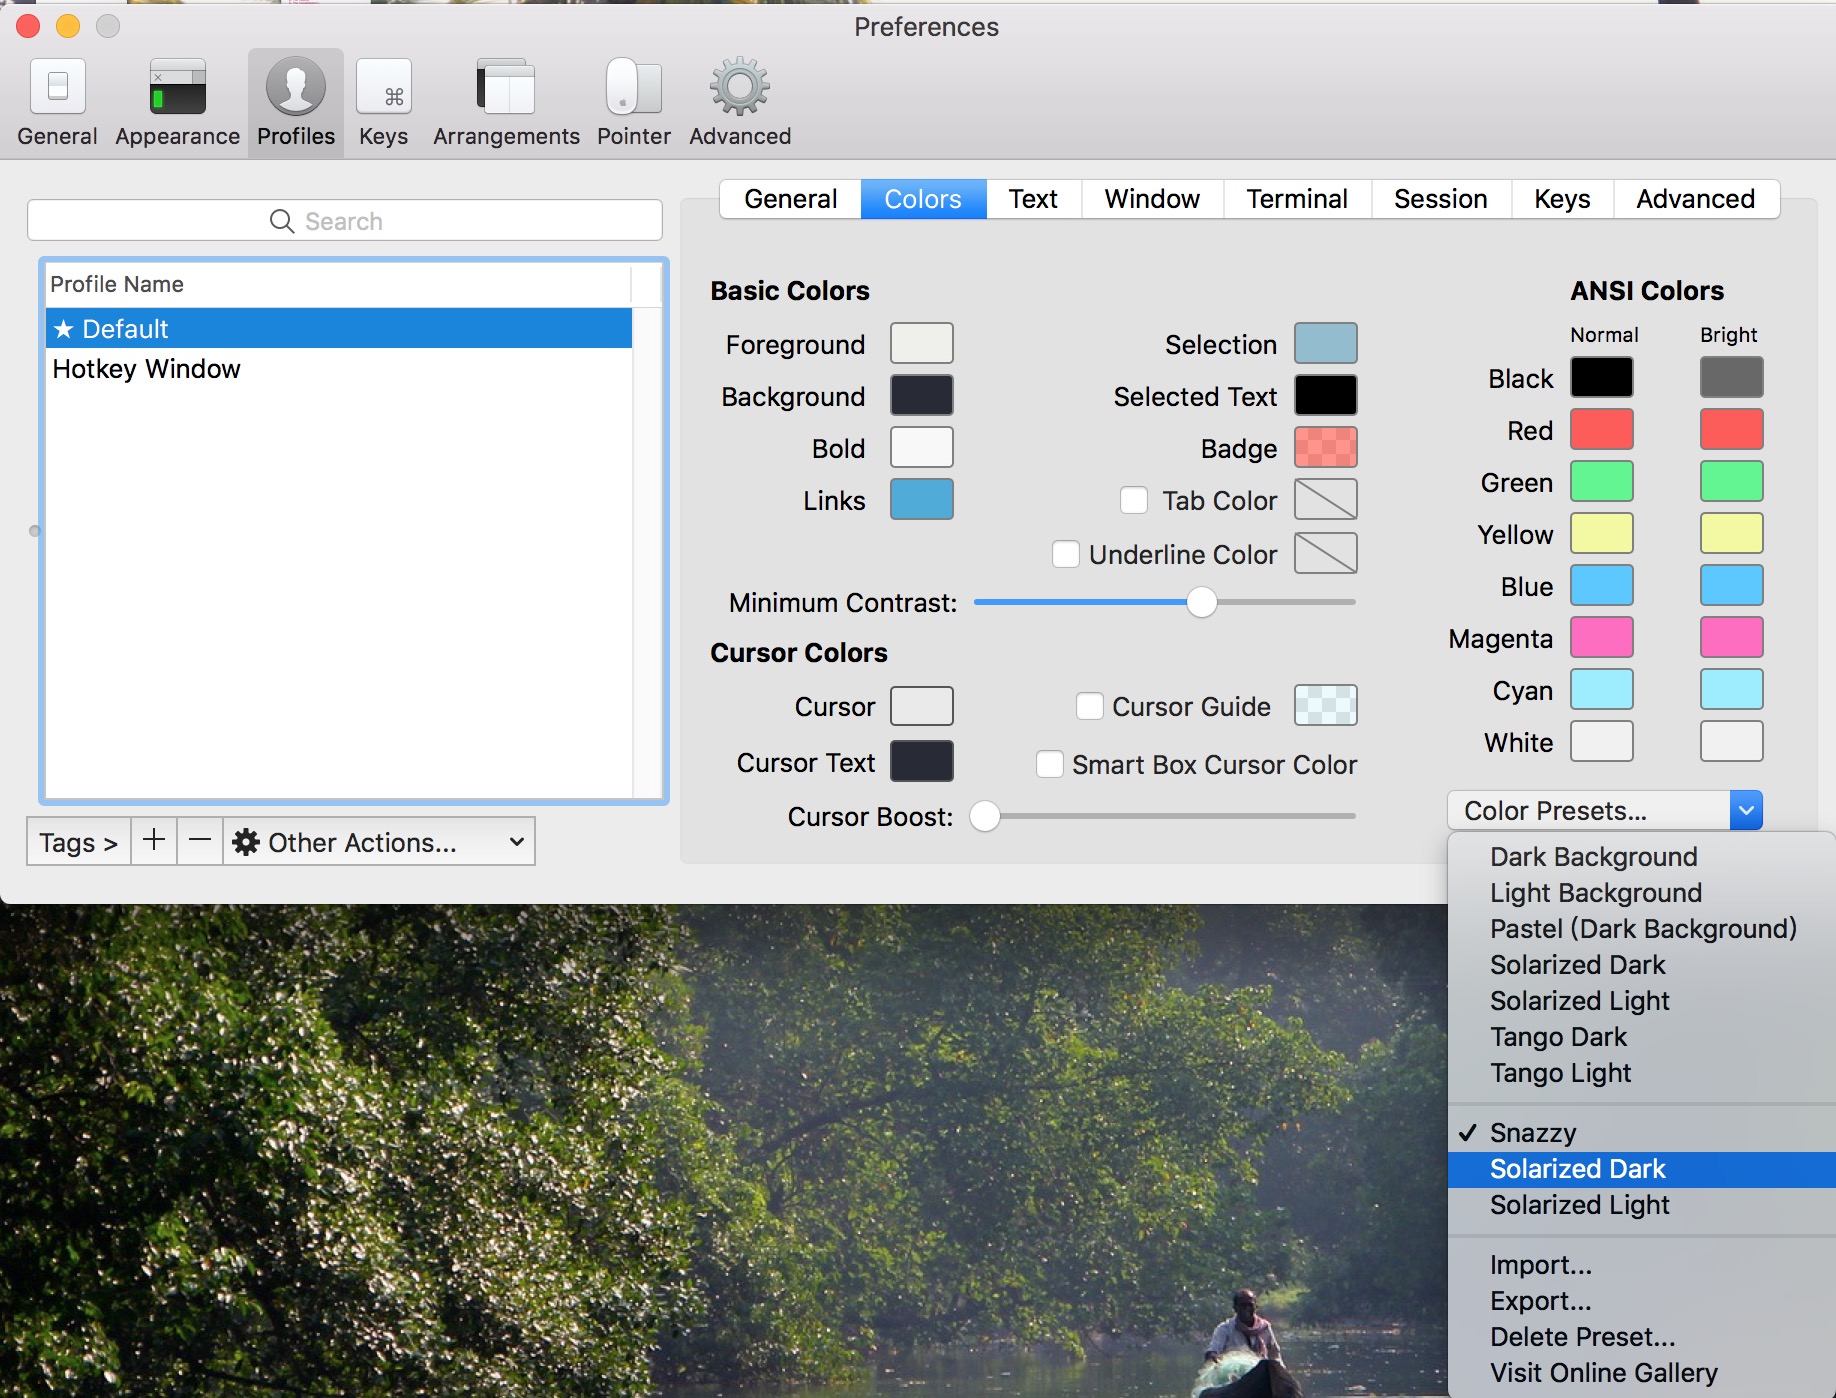 Preferences
General Appearance Profiles Keys Arrangements Pointer Advanced
Search
Profile Name
★ Default
Hotkey Window
Tags > + − Other Actions...
General Colors Text Window Terminal Session Keys Advanced
Basic Colors
Foreground
Background
Bold
Links
Selection
Selected Text
Badge
Tab Color
Underline Color
Minimum Contrast:
Cursor Colors
Cursor
Cursor Text
Cursor Guide
Smart Box Cursor Color
Cursor Boost:
ANSI Colors
Normal Bright
Black
Red
Green
Yellow
Blue
Magenta
Cyan
White
Color Presets...
Dark Background
Light Background
Pastel (Dark Background)
Solarized Dark
Solarized Light
Tango Dark
Tango Light
✓ Snazzy
Solarized Dark
Solarized Light
Import...
Export...
Delete Preset...
Visit Online Gallery